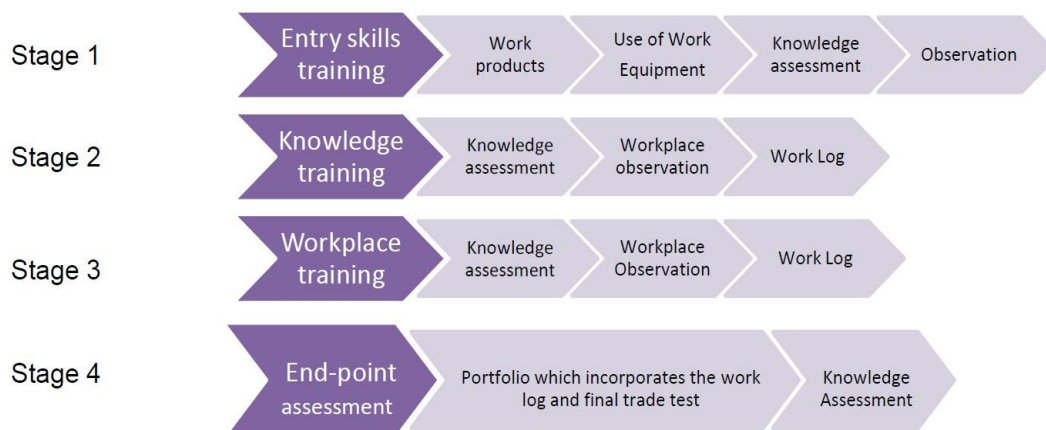 Stage 1
Entry skills
training
Work
products
Use of Work
Equipment
Knowledge
assessment
Observation
Stage 2
Knowledge
training
Knowledge
assessment
Workplace
observation
Work Log
Stage 3
Workplace
training
Knowledge
assessment
Workplace
Observation
Work Log
Stage 4
End-point
assessment
Portfolio which incorporates the work
log and final trade test
Knowledge
Assessment